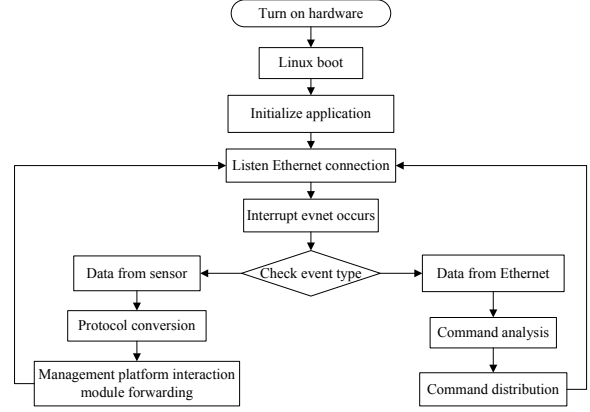 Turn on hardware
Linux boot
Initialize application
Listen Ethernet connection
Interrupt evnet occurs
Check event type
Data from sensor
Data from Ethernet
Protocol conversion
Command analysis
Management platform interaction
module forwarding
Command distribution